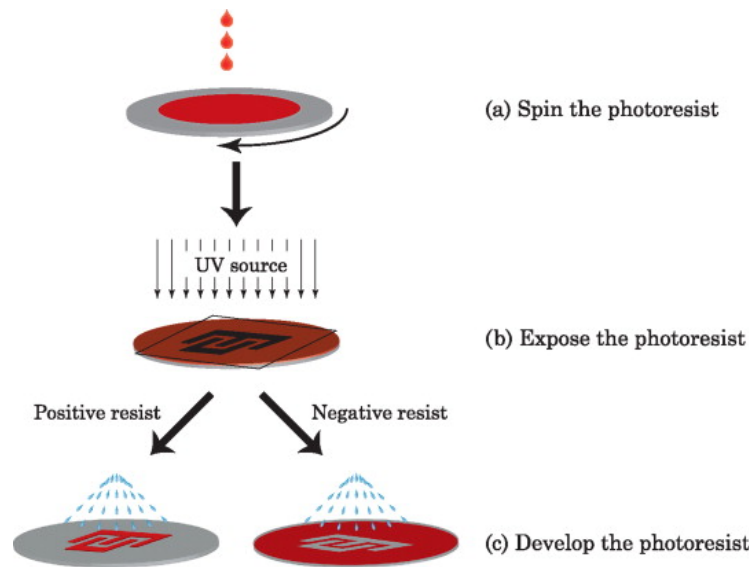 (a) Spin the photoresist
UV source
(b) Expose the photoresist
Positive resist
Negative resist
(c) Develop the photoresist